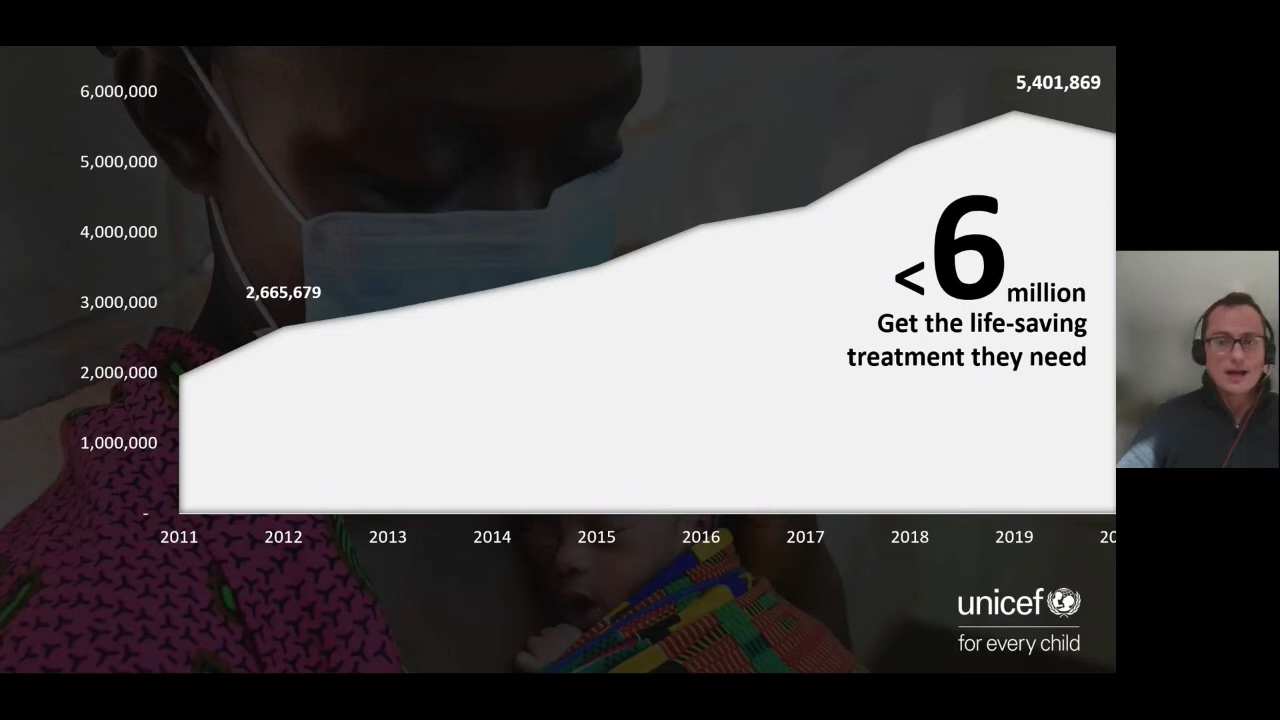 6,000,000
5,000,000
4,000,000
3,000,000
2,000,000
1,000,000
-
2,665,679
5,401,869
<6 million
Get the life-saving
treatment they need
2011 2012 2013 2014 2015 2016 2017 2018 2019 20
unicef
for every child